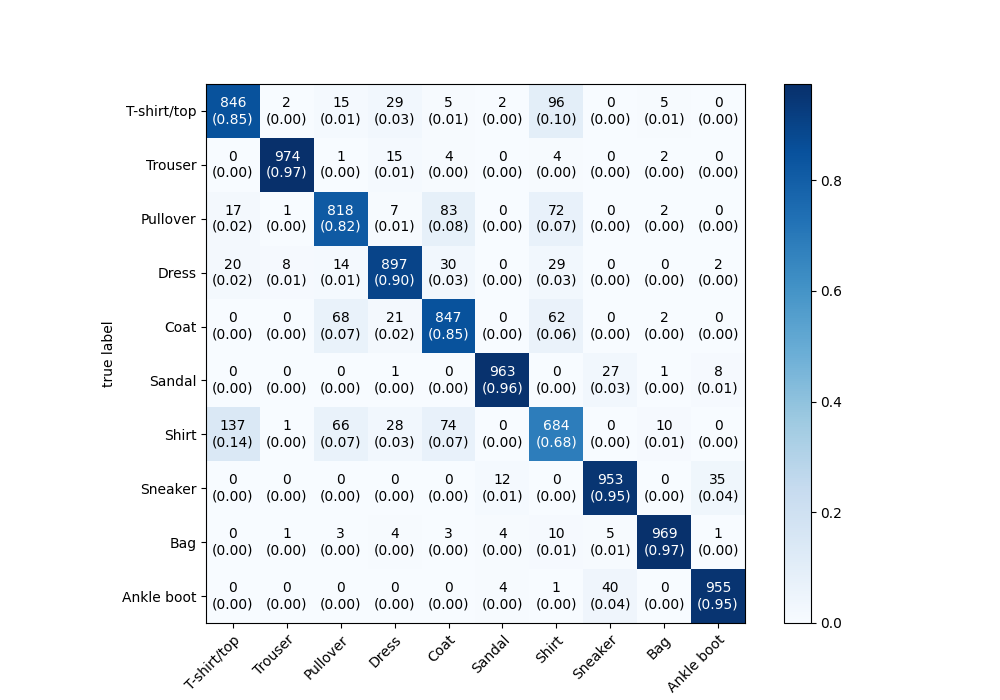 T-shirt/top 846 2 15 29 5 2 96 0 5 0
(0.85) (0.00) (0.01) (0.03) (0.01) (0.00) (0.10) (0.00) (0.01) (0.00)
Trouser 0 974 1 15 4 0 4 0 2 0
(0.00) (0.97) (0.00) (0.01) (0.00) (0.00) (0.00) (0.00) (0.00) (0.00)
Pullover 17 1 818 7 83 0 72 0 2 0
(0.02) (0.00) (0.82) (0.01) (0.08) (0.00) (0.07) (0.00) (0.00) (0.00)
Dress 20 8 14 897 30 0 29 0 0 2
(0.02) (0.01) (0.01) (0.90) (0.03) (0.00) (0.03) (0.00) (0.00) (0.00)
Coat 0 0 68 21 847 0 62 0 2 0
(0.00) (0.00) (0.07) (0.02) (0.85) (0.00) (0.06) (0.00) (0.00) (0.00)
Sandal 0 0 0 1 0 963 0 27 1 8
(0.00) (0.00) (0.00) (0.00) (0.00) (0.96) (0.00) (0.03) (0.00) (0.01)
Shirt 137 1 66 28 74 0 684 0 10 0
(0.14) (0.00) (0.07) (0.03) (0.07) (0.00) (0.68) (0.00) (0.01) (0.00)
Sneaker 0 0 0 0 0 12 0 953 0 35
(0.00) (0.00) (0.00) (0.00) (0.00) (0.01) (0.00) (0.95) (0.00) (0.04)
Bag 0 1 3 4 3 4 10 5 969 1
(0.00) (0.00) (0.00) (0.00) (0.00) (0.00) (0.01) (0.01) (0.97) (0.00)
Ankle boot 0 0 0 0 0 4 1 40 0 955
(0.00) (0.00) (0.00) (0.00) (0.00) (0.00) (0.00) (0.04) (0.00) (0.95)
T-shirt/top
Trouser
Pullover
Dress
Coat
Sandal
Shirt
Sneaker
Bag
Ankle boot
true label
0.8
0.6
0.4
0.2
0.0